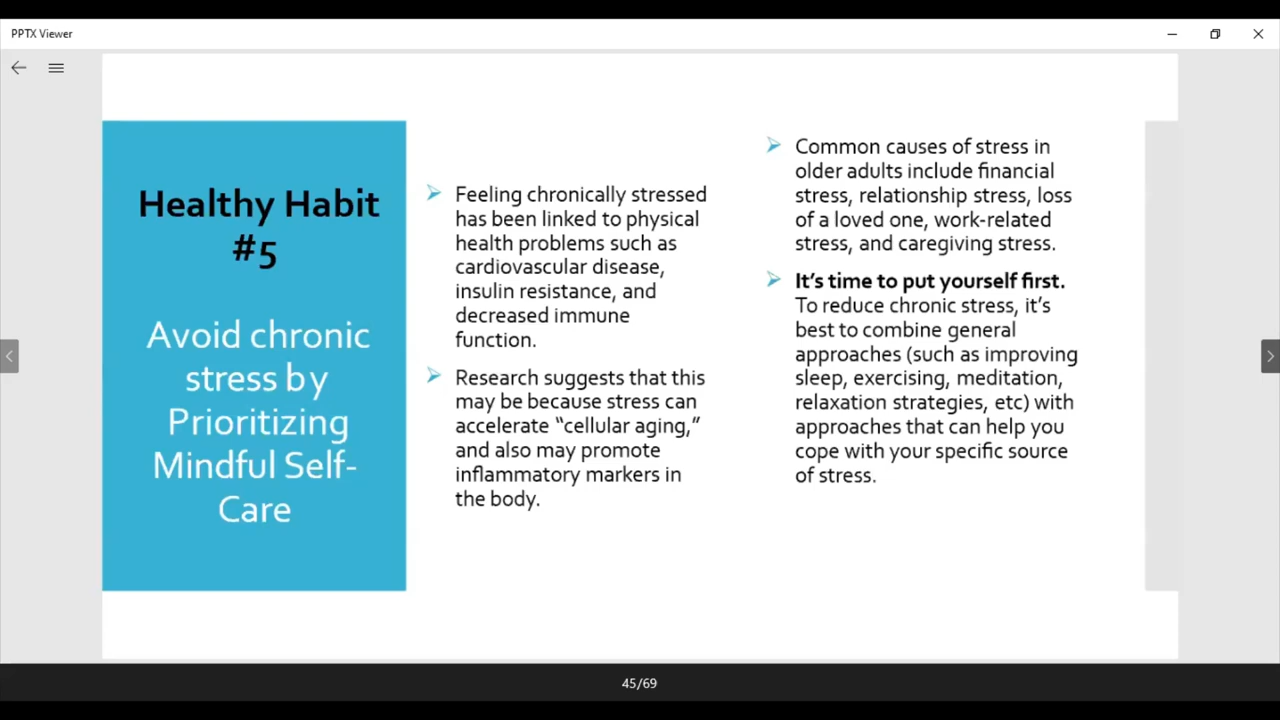 PPTX Viewer
Healthy Habit
#5
Avoid chronic
stress by
Prioritizing
Mindful Self-
Care
Feeling chronically stressed
has been linked to physical
health problems such as
cardiovascular disease,
insulin resistance, and
decreased immune
function.
Research suggests that this
may be because stress can
accelerate “cellular aging,”
and also may promote
inflammatory markers in
the body.
Common causes of stress in
older adults include financial
stress, relationship stress, loss
of a loved one, work-related
stress, and caregiving stress.
It’s time to put yourself first.
To reduce chronic stress, it’s
best to combine general
approaches (such as improving
sleep, exercising, meditation,
relaxation strategies, etc) with
approaches that can help you
cope with your specific source
of stress.
45/69